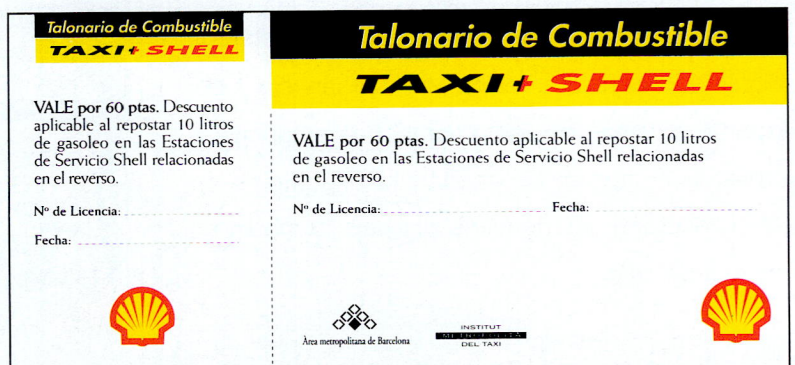 Talonario de Combustible
TAXI+SHELL
VALE por 60 ptas. Descuento
aplicable al repostar 10 litros
de gasoleo en las Estaciones
de Servicio Shell relacionadas
en el reverso.
Nº de Licencia:
Fecha:
Talonario de Combustible
TAXI+SHELL
VALE por 60 ptas. Descuento aplicable al repostar 10 litros
de gasoleo en las Estaciones de Servicio Shell relacionadas
en el reverso.
Nº de Licencia: Fecha:
Àrea metropolitana de Barcelona
INSTITUT
METROPOLITÀ
DEL TAXI